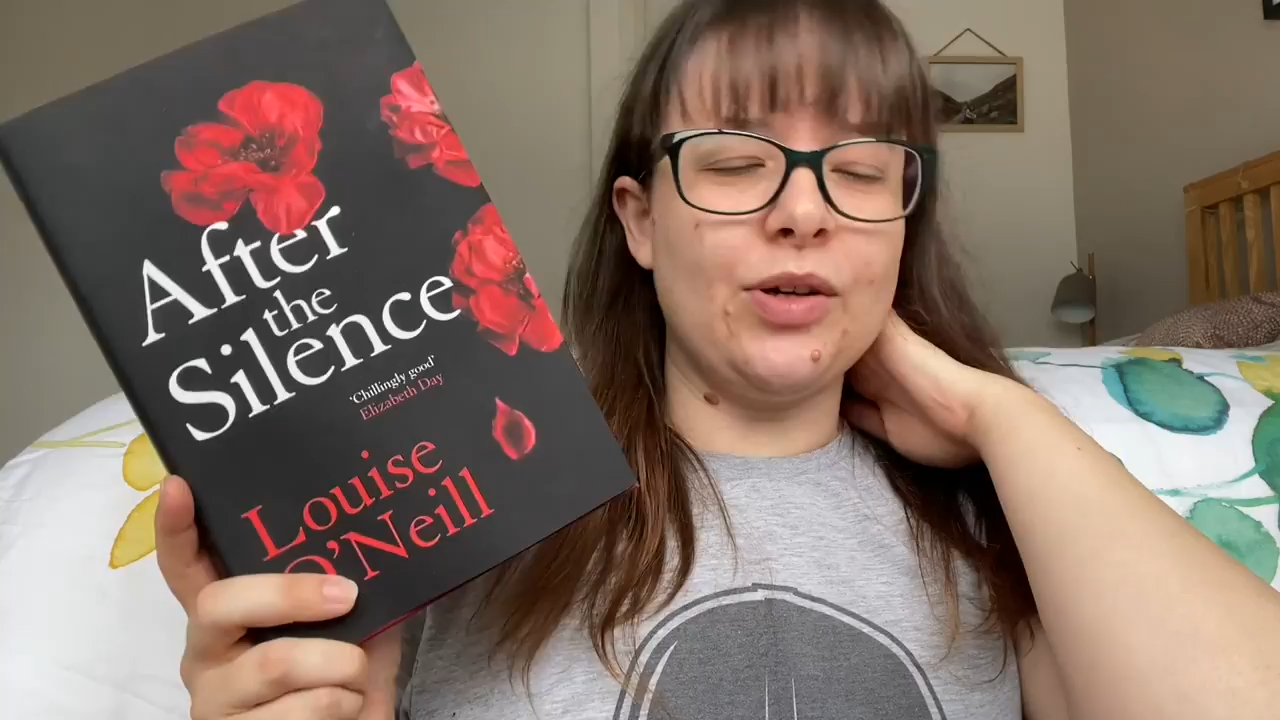 After
the
Silence
‘Chillingly good’
Elizabeth Day
Louise
O’Neill